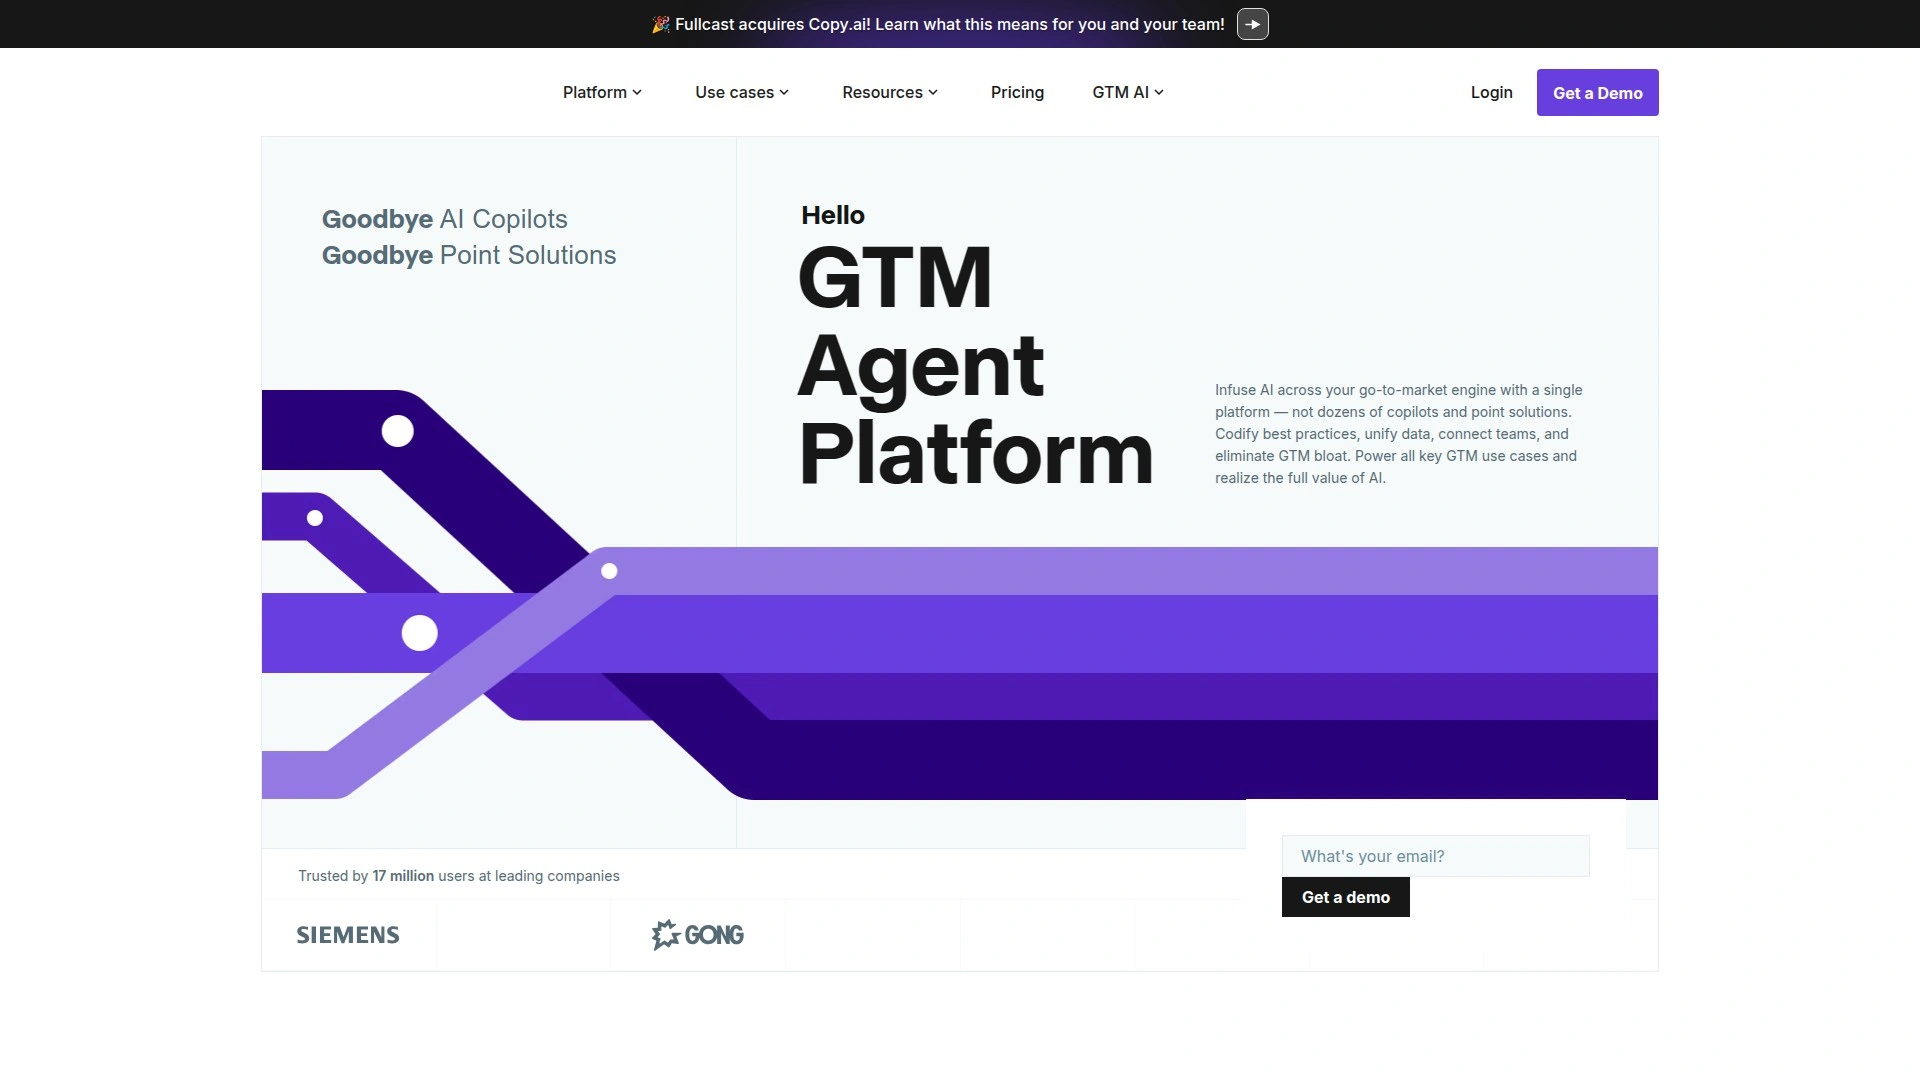 🎉 Fullcast acquires Copy.ai! Learn what this means for you and your team!
Platform Use cases Resources Pricing GTM AI Login Get a Demo
Goodbye AI Copilots
Goodbye Point Solutions
Hello
GTM
Agent
Platform
Infuse AI across your go-to-market engine with a single
platform — not dozens of copilots and point solutions.
Codify best practices, unify data, connect teams, and
eliminate GTM bloat. Power all key GTM use cases and
realize the full value of AI.
What's your email?
Get a demo
Trusted by 17 million users at leading companies
SIEMENS GONG